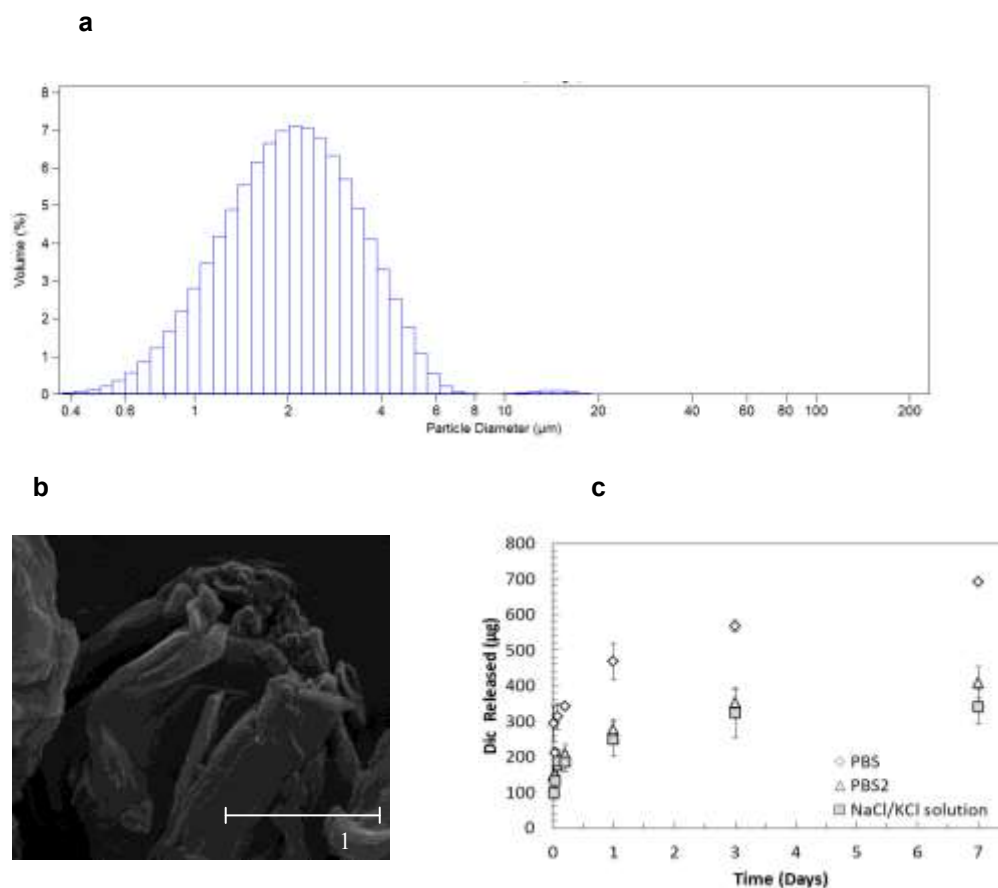 a
8
7
6
5
4
3
2
1
0
Volume (%)
0.4 0.6 1 2 4 6 8 10 20 40 60 80 100 200
Particle Diameter (µm)
b
c
1
800
700
600
500
400
300
200
100
0
Dic Released (µg)
PBS
PBS2
NaCl/KCl solution
0 1 2 3 4 5 6 7
Time (Days)